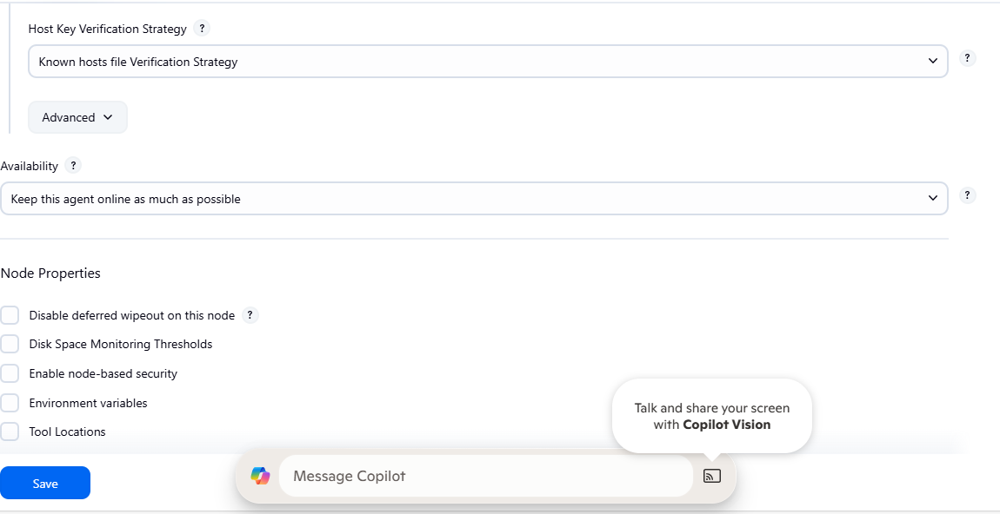 Host Key Verification Strategy ?
Known hosts file Verification Strategy
?
Advanced
Availability ?
Keep this agent online as much as possible
?
Node Properties
Disable deferred wipeout on this node ?
Disk Space Monitoring Thresholds
Enable node-based security
Environment variables
Tool Locations
Talk and share your screen
with Copilot Vision
Message Copilot
Save